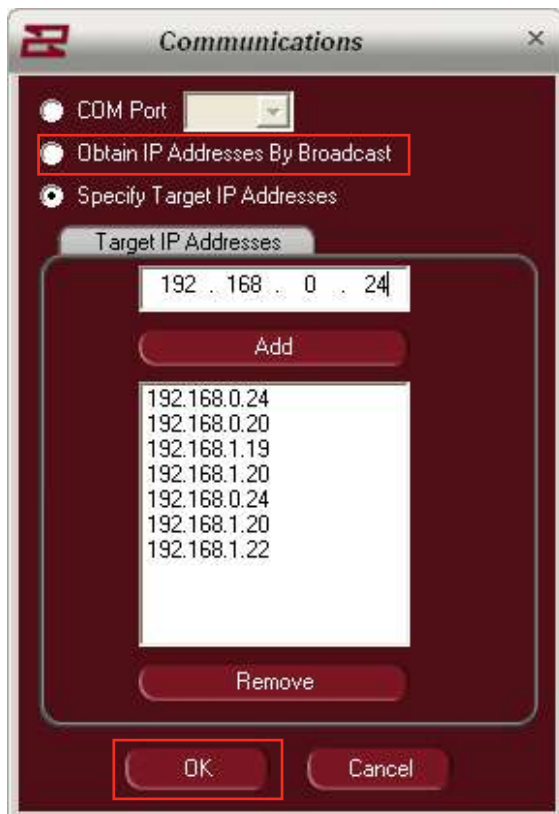 Communications
COM Port
Obtain IP Addresses By Broadcast
Specify Target IP Addresses
Target IP Addresses
192 . 168 . 0 . 24
Add
192.168.0.24
192.168.0.20
192.168.1.19
192.168.1.20
192.168.0.24
192.168.1.20
192.168.1.22
Remove
OK Cancel